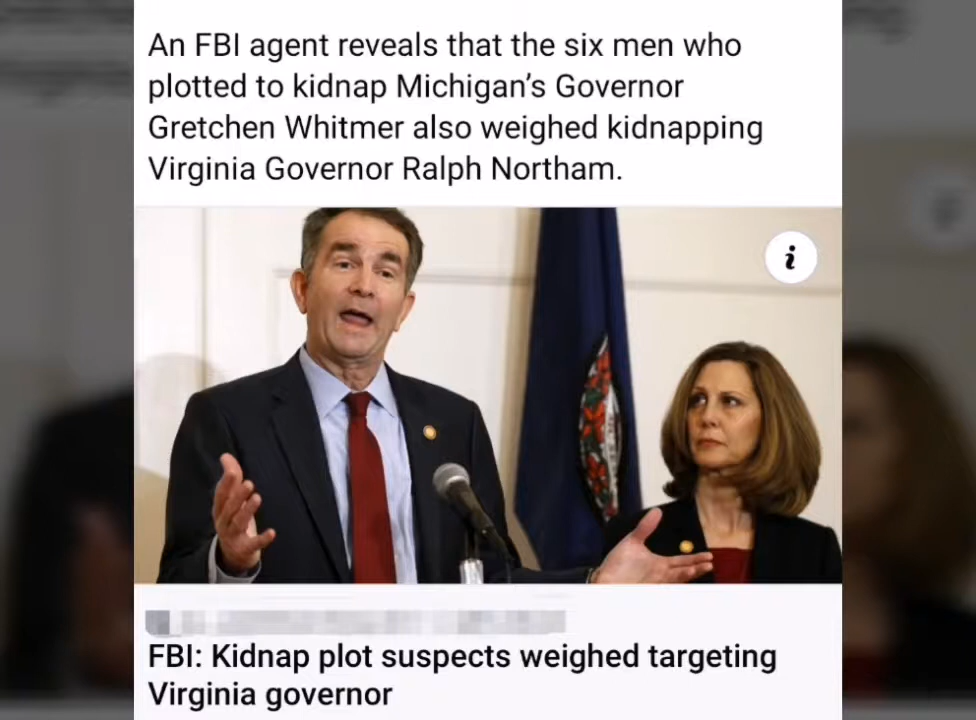 An FBI agent reveals that the six men who
plotted to kidnap Michigan's Governor
Gretchen Whitmer also weighed kidnapping
Virginia Governor Ralph Northam.
i
FBI: Kidnap plot suspects weighed targeting
Virginia governor